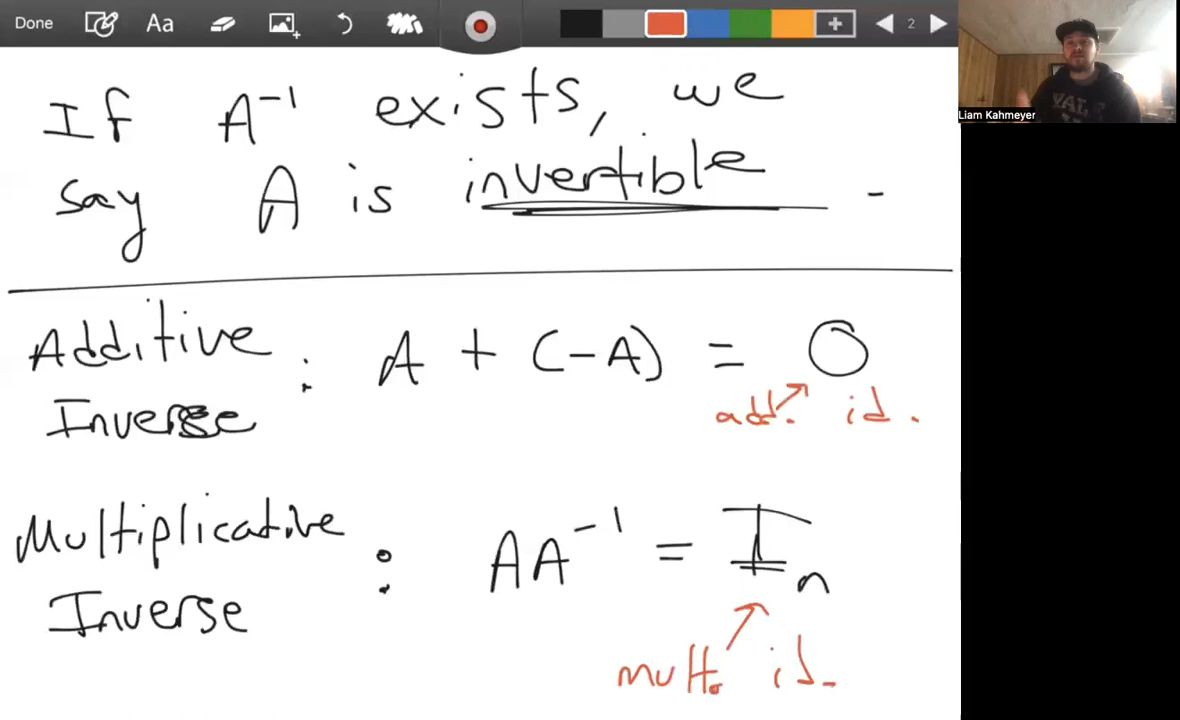 Done
Aa
2
Liam Kahmeyer
YALE
If A⁻¹ exists, we
say A is invertible .
Additive
Inverse : A + (-A) = O
add. id.
Multiplicative
Inverse : AA⁻¹ = Iₙ
mult. id.